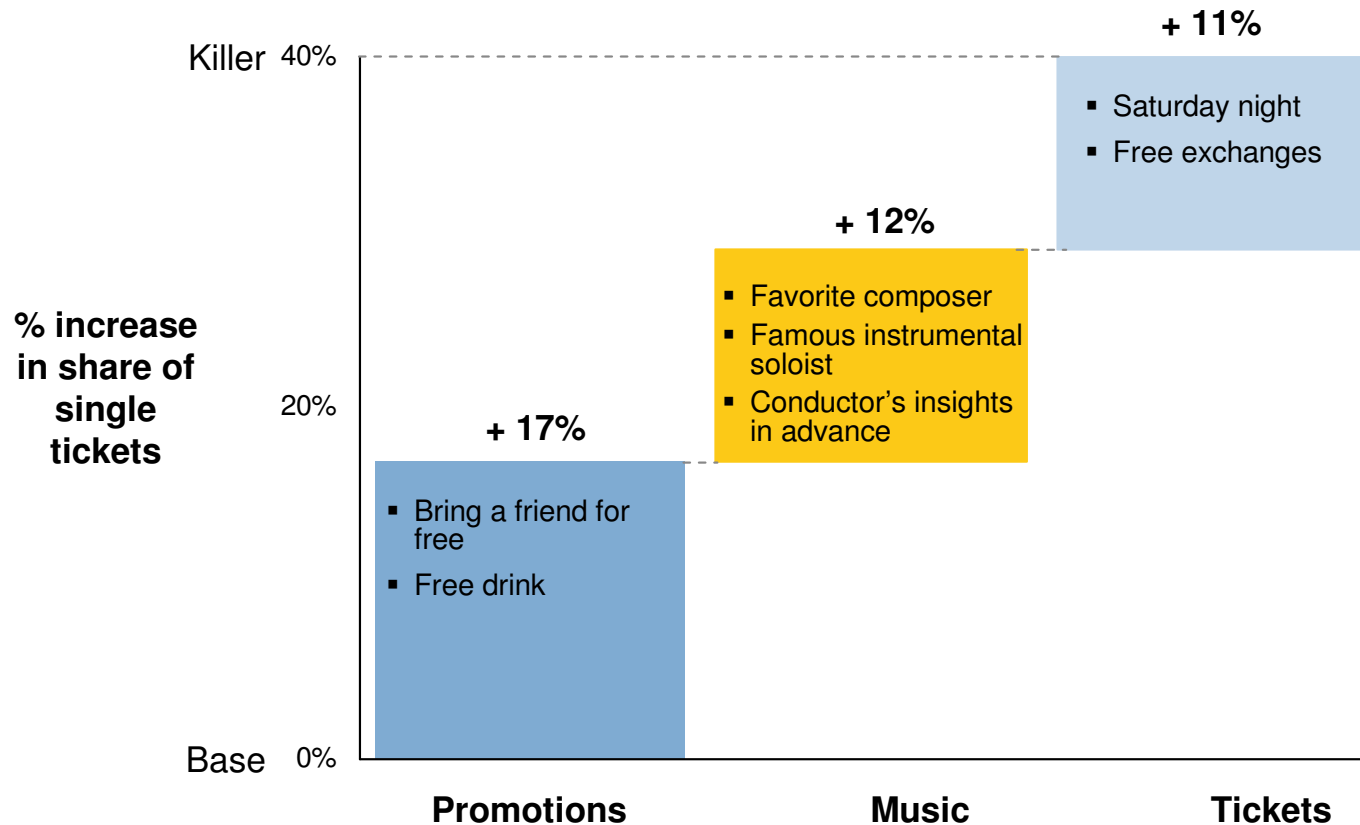 + 11%
Killer 40%
▪ Saturday night
▪ Free exchanges
+ 12%
▪ Favorite composer
▪ Famous instrumental
soloist
▪ Conductor's insights
in advance
% increase
in share of
single
tickets
20%
+ 17%
▪ Bring a friend for
free
▪ Free drink
Base 0%
Promotions Music Tickets